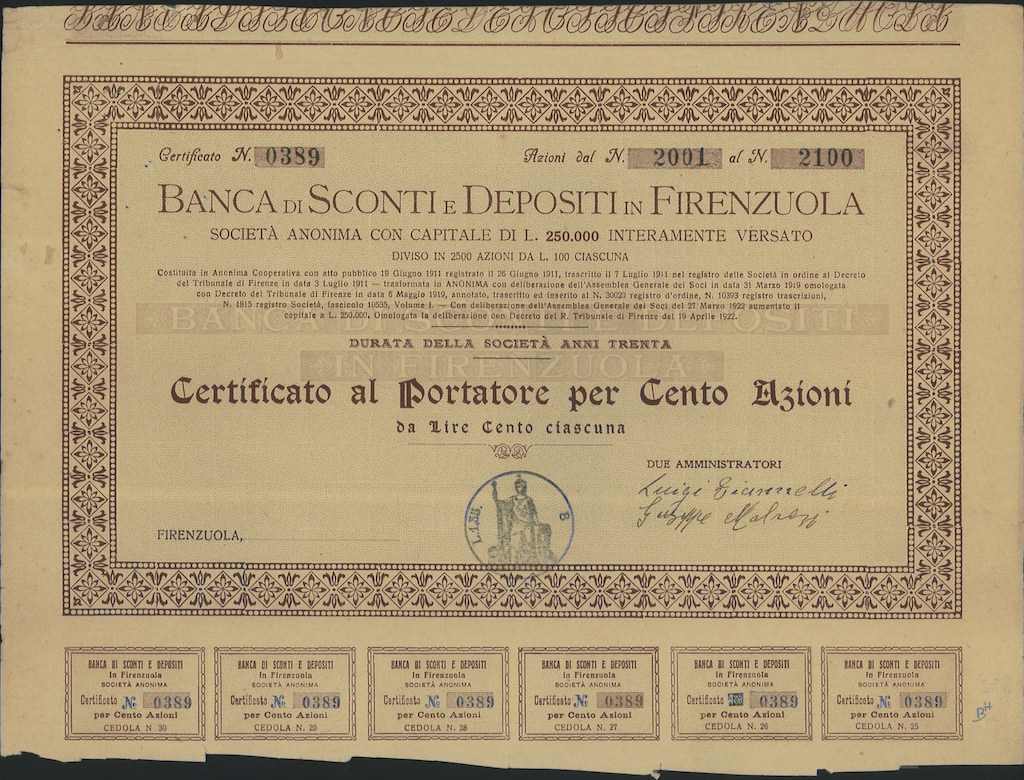 Certificato N. 0389 Azioni dal N. 2001 al N. 2100
BANCA DI SCONTI E DEPOSITI IN FIRENZUOLA
SOCIETÀ ANONIMA CON CAPITALE DI L. 250.000 INTERAMENTE VERSATO
DIVISO IN 2500 AZIONI DA L. 100 CIASCUNA
Costituita in Anonima Cooperativa con atto pubblico 19 Giugno 1911 registrato il 26 Giugno 1911, trascritto il 7 Luglio 1911 nel registro delle Società in ordine al Decreto
del Tribunale di Firenze in data 3 Luglio 1911 — trasformata in ANONIMA con deliberazione dell'Assemblea Generale dei Soci in data 31 Marzo 1919 omologata
con Decreto del Tribunale di Firenze in data 6 Maggio 1919, annotato, trascritto ed inserito al N. 30020 registro d'ordine, N. 10393 registro trascrizioni,
N. 1815 registro Società, fascicolo 10535, Volume I. — Con deliberazione dell'Assemblea Generale dei Soci del 27 Marzo 1922 aumentato il
capitale a L. 250.000. Omologata la deliberazione con Decreto del R. Tribunale di Firenze del 19 Aprile 1922.
BANCA DI SCONTI E DEPOSITI
DURATA DELLA SOCIETÀ ANNI TRENTA
IN FIRENZUOLA
Certificato al Portatore per Cento Azioni
da Lire Cento ciascuna
DUE AMMINISTRATORI
Luigi Giannelli
Giuseppe
L.1.55. B
FIRENZUOLA,
BANCA DI SCONTI E DEPOSITI
in Firenzuola
SOCIETÀ ANONIMA
Certificato No 0389
per Cento Azioni
CEDOLA N. 30
BANCA DI SCONTI E DEPOSITI
in Firenzuola
SOCIETÀ ANONIMA
Certificato No 0389
per Cento Azioni
CEDOLA N. 29
BANCA DI SCONTI E DEPOSITI
in Firenzuola
SOCIETÀ ANONIMA
Certificato No 0389
per Cento Azioni
CEDOLA N. 28
BANCA DI SCONTI E DEPOSITI
in Firenzuola
SOCIETÀ ANONIMA
Certificato No 0389
per Cento Azioni
CEDOLA N. 27
BANCA DI SCONTI E DEPOSITI
in Firenzuola
SOCIETÀ ANONIMA
Certificato No 0389
per Cento Azioni
CEDOLA N. 26
BANCA DI SCONTI E DEPOSITI
in Firenzuola
SOCIETÀ ANONIMA
Certificato No 0389
per Cento Azioni
CEDOLA N. 25
BH